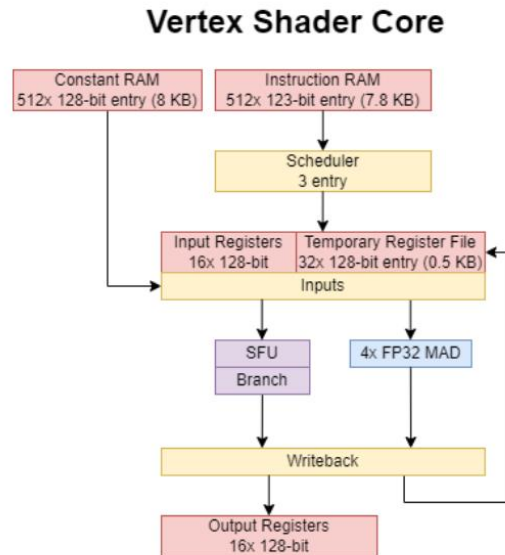 Vertex Shader Core
Constant RAM
512x 128-bit entry (8 KB)
Instruction RAM
512x 123-bit entry (7.8 KB)
Scheduler
3 entry
Input Registers
16x 128-bit
Temporary Register File
32x 128-bit entry (0.5 KB)
Inputs
SFU
Branch
4x FP32 MAD
Writeback
Output Registers
16x 128-bit